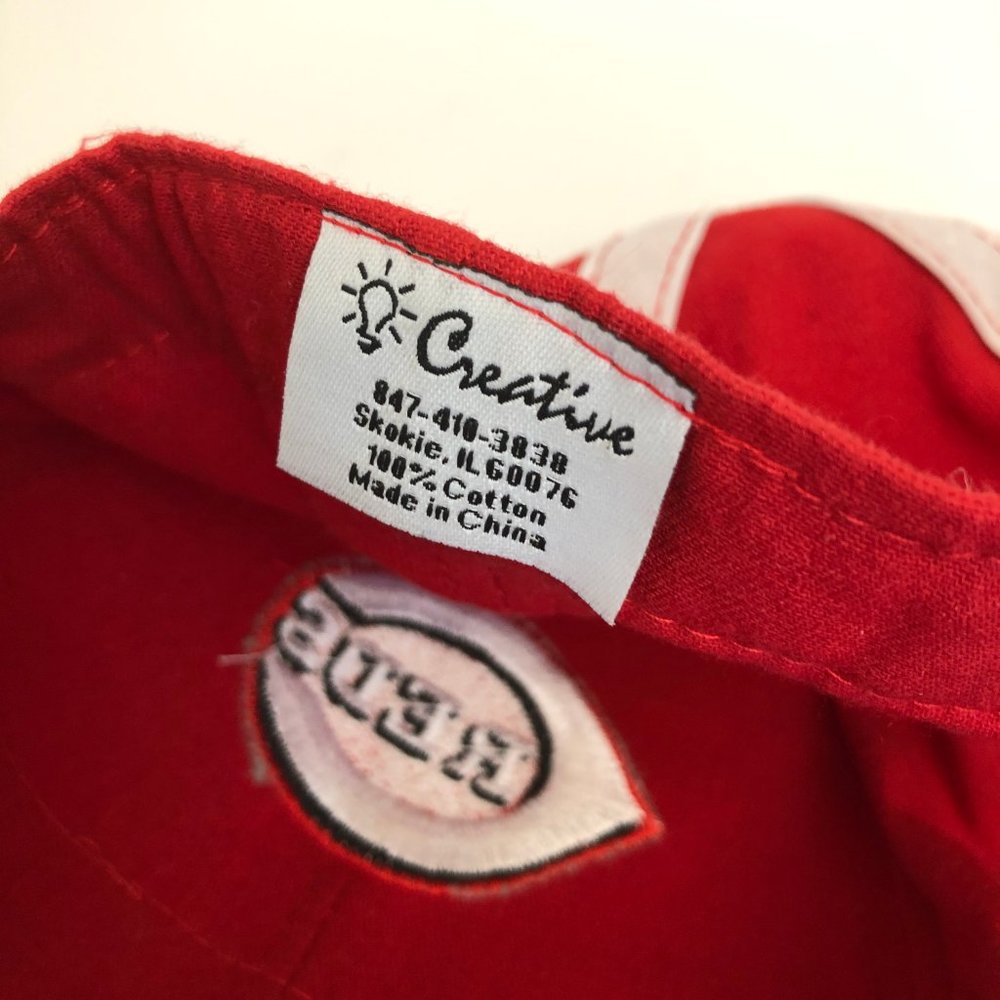 Creative
847-410-3838
Skokie, IL 60076
100% Cotton
Made in China